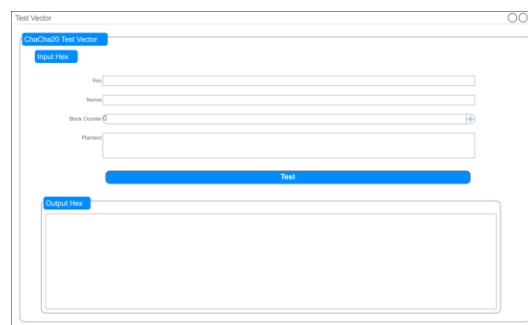 Test Vector
ChaCha20 Test Vector
Input Hex
Key
Nonce
Block Counter 0
Plaintext
Test
Output Hex